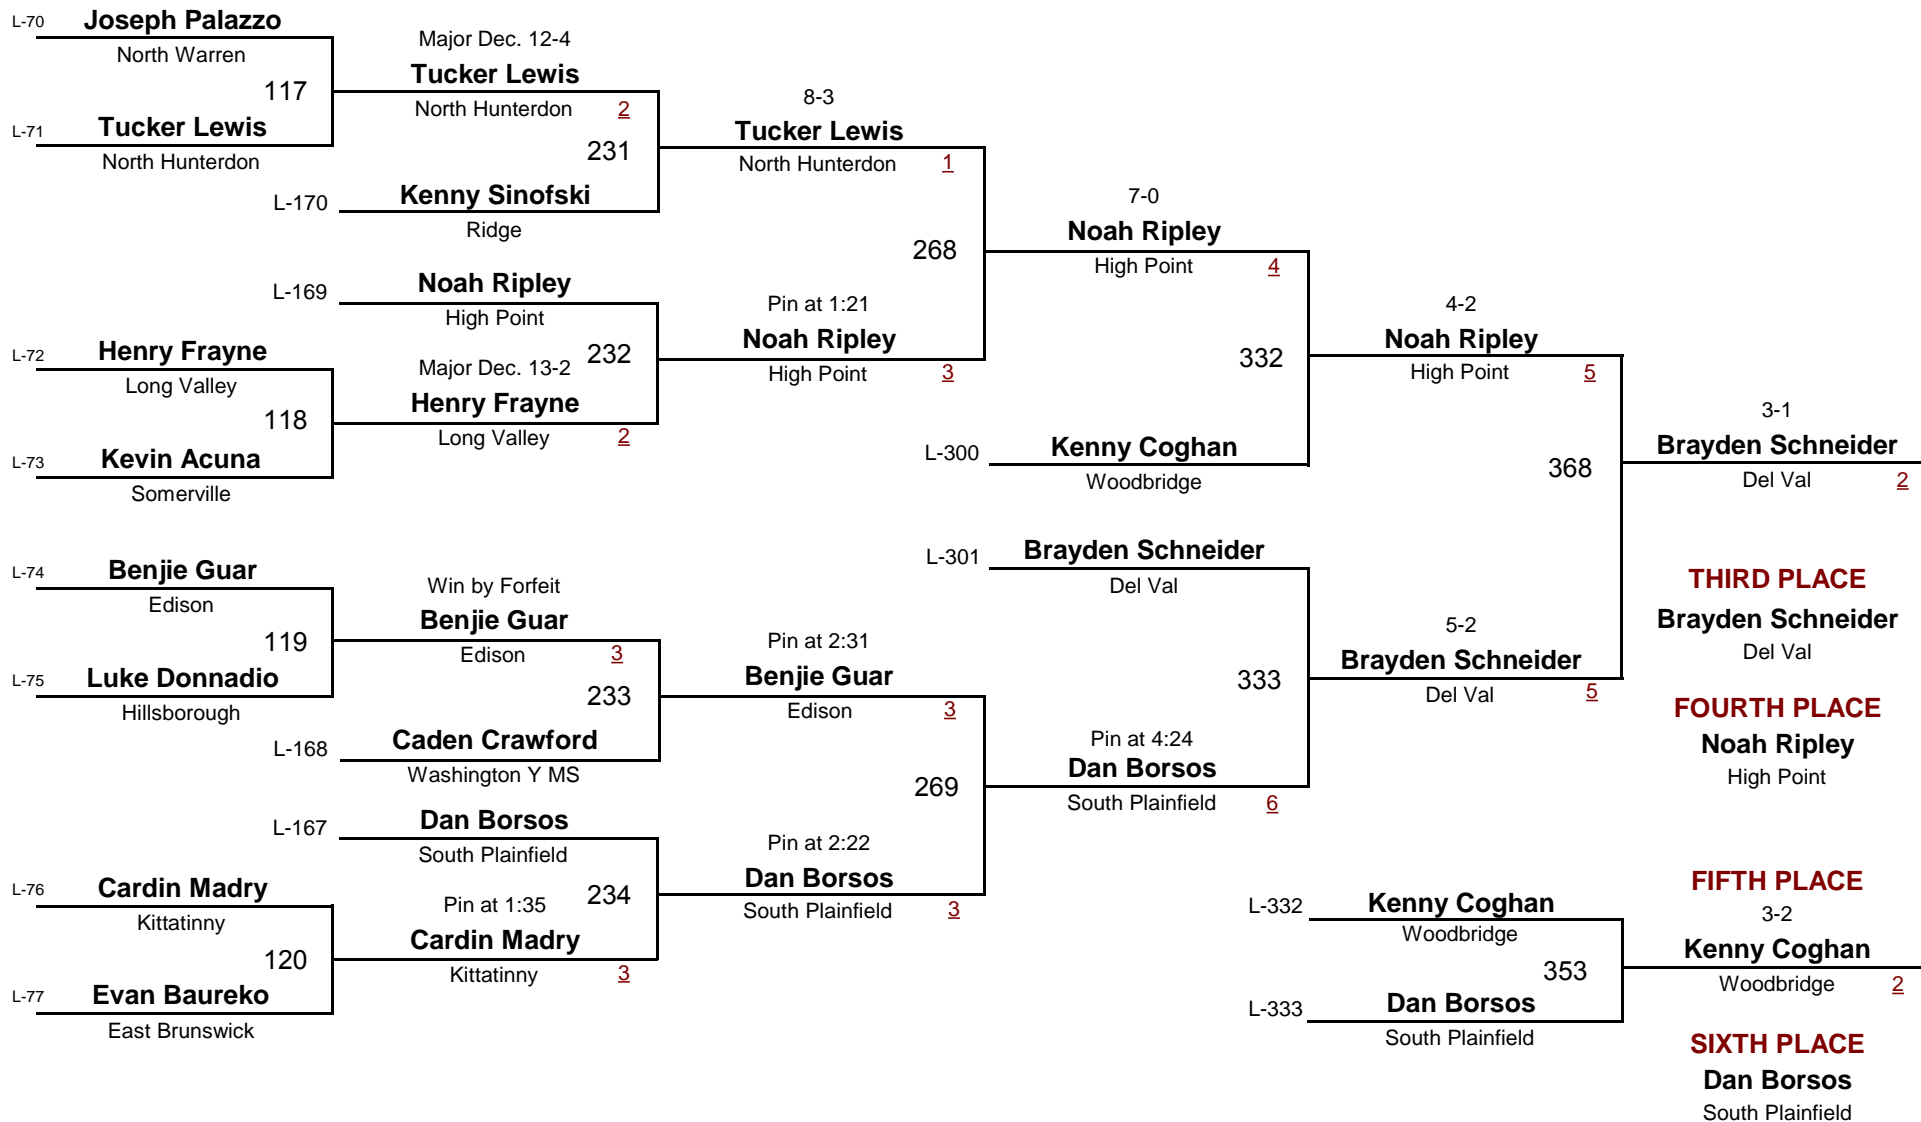 L-70 Joseph Palazzo
North Warren
117
L-71 Tucker Lewis
North Hunterdon
Major Dec. 12-4
Tucker Lewis
North Hunterdon 2
231
L-170 Kenny Sinofski
Ridge
8-3
Tucker Lewis
North Hunterdon 1
L-169 Noah Ripley
High Point
232
L-72 Henry Frayne
Long Valley
118
L-73 Kevin Acuna
Somerville
Major Dec. 13-2
Henry Frayne
Long Valley 2
Pin at 1:21
Noah Ripley
High Point 3
268
7-0
Noah Ripley
High Point 4
332
L-300 Kenny Coghan
Woodbridge
4-2
Noah Ripley
High Point 5
L-74 Benjie Guar
Edison
119
L-75 Luke Donnadio
Hillsborough
Win by Forfeit
Benjie Guar
Edison 3
233
L-168 Caden Crawford
Washington Y MS
Pin at 2:31
Benjie Guar
Edison 3
L-167 Dan Borsos
South Plainfield
234
L-76 Cardin Madry
Kittatinny
120
L-77 Evan Baureko
East Brunswick
Pin at 1:35
Cardin Madry
Kittatinny 3
Pin at 2:22
Dan Borsos
South Plainfield 3
269
L-301 Brayden Schneider
Del Val
333
Pin at 4:24
Dan Borsos
South Plainfield 6
5-2
Brayden Schneider
Del Val 5
368
3-1
Brayden Schneider
Del Val 2
THIRD PLACE
Brayden Schneider
Del Val
FOURTH PLACE
Noah Ripley
High Point
L-332 Kenny Coghan
Woodbridge
353
L-333 Dan Borsos
South Plainfield
FIFTH PLACE
3-2
Kenny Coghan
Woodbridge 2
SIXTH PLACE
Dan Borsos
South Plainfield